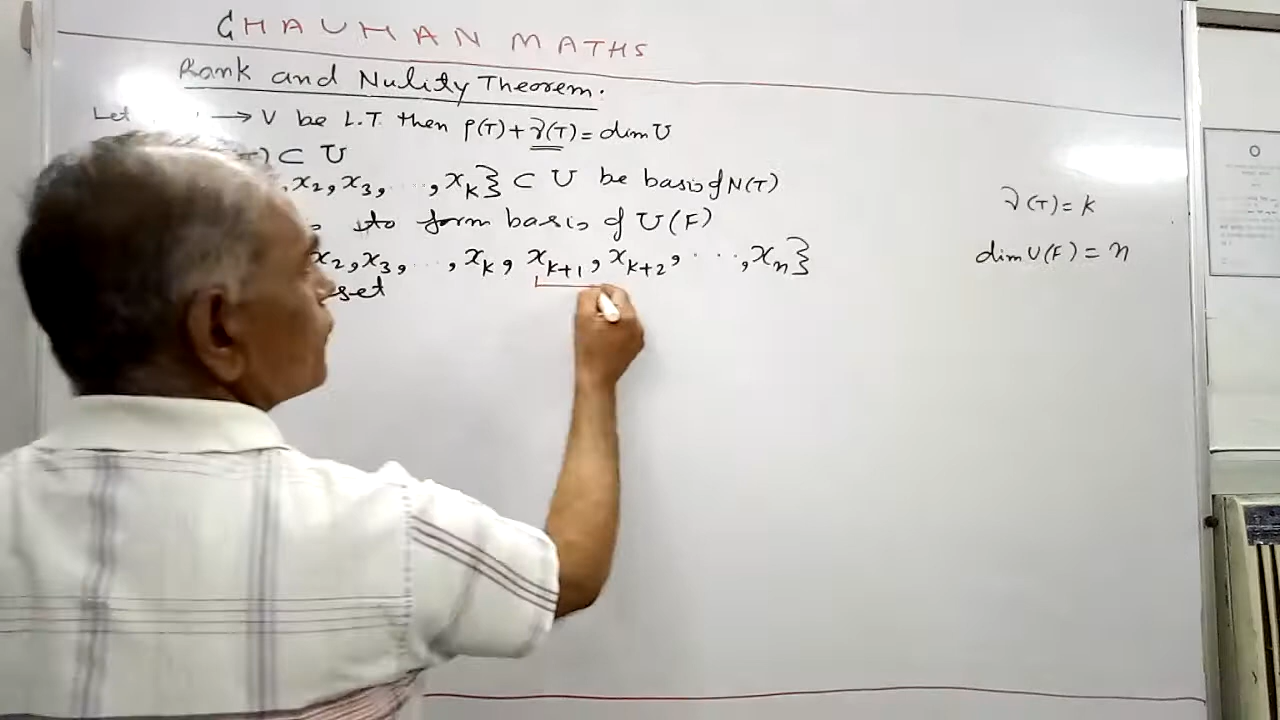 CHAUHAN MATHS
Rank and Nulity Theorem.
Let → V be L.T. then ρ(T) + ν(T) = dim U
) ⊂ U
, x₂, x₃, ..., xₖ} ⊂ U be basis of N(T)
to form basis of U(F)
x₂, x₃, ..., xₖ, xₖ₊₁, xₖ₊₂, ..., xₙ}
set
ν(T) = k
dim U(F) = n